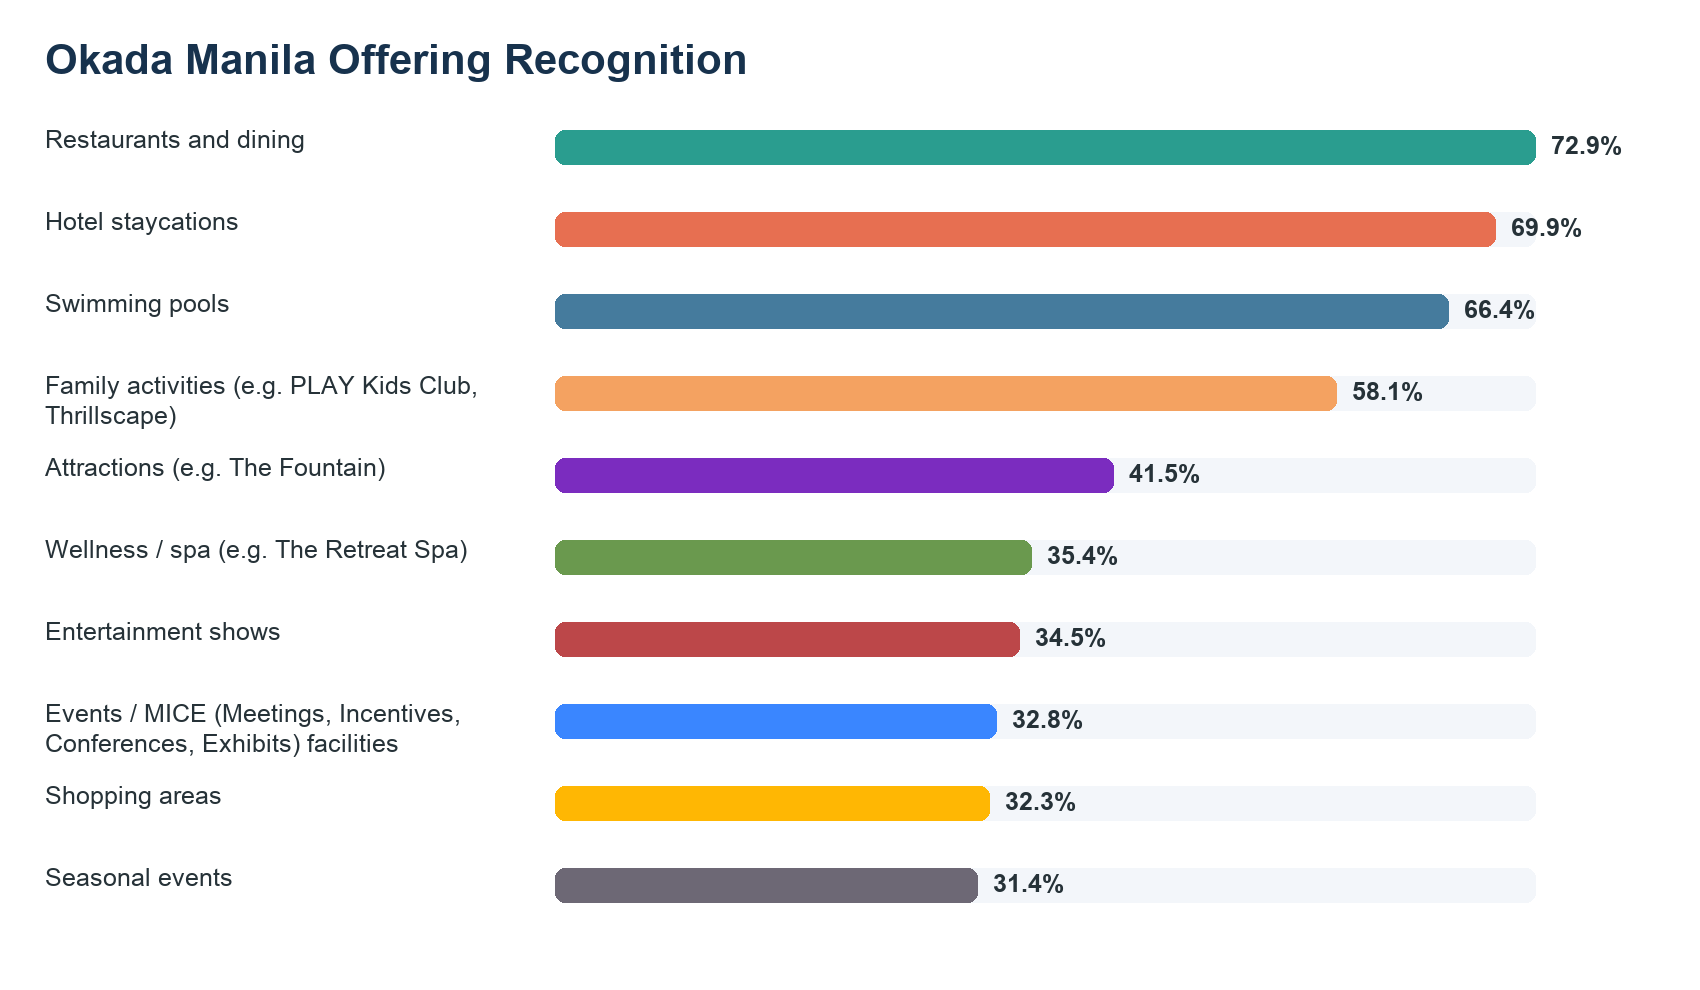 Okada Manila Offering Recognition
Restaurants and dining
72.9%
Hotel staycations
69.9%
Swimming pools
66.4%
Family activities (e.g. PLAY Kids Club,
Thrillscape)
58.1%
Attractions (e.g. The Fountain)
41.5%
Wellness / spa (e.g. The Retreat Spa)
35.4%
Entertainment shows
34.5%
Events / MICE (Meetings, Incentives,
Conferences, Exhibits) facilities
32.8%
Shopping areas
32.3%
Seasonal events
31.4%